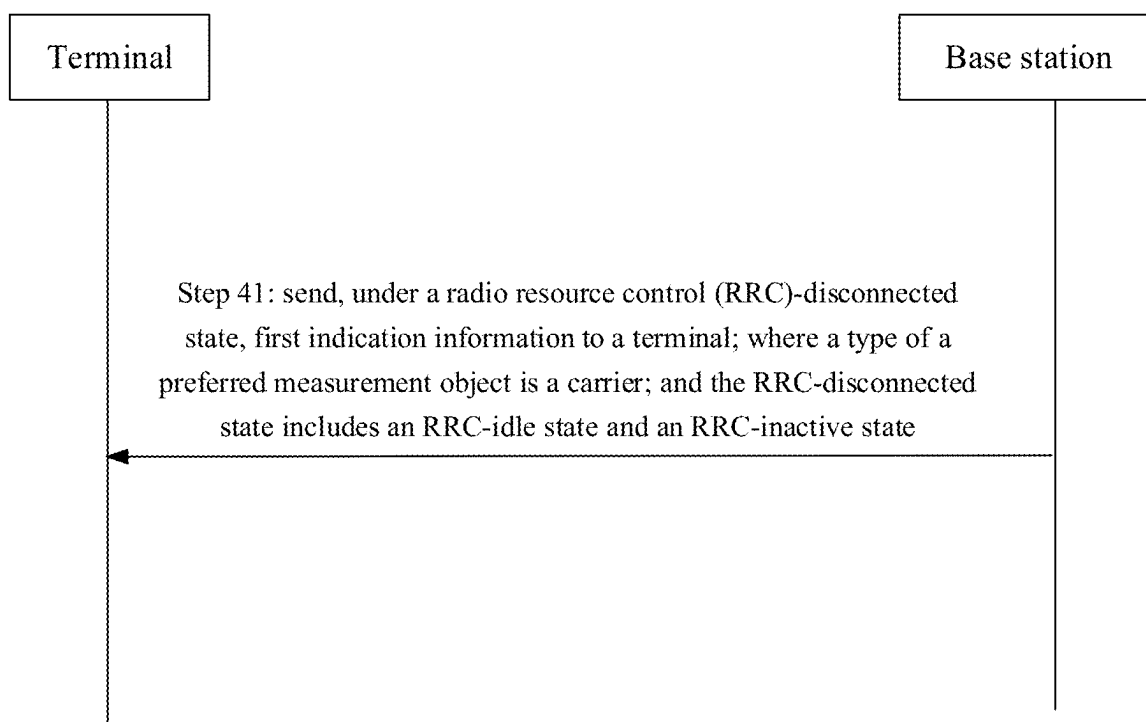 Terminal
Base station
Step 41: send, under a radio resource control (RRC)-disconnected
state, first indication information to a terminal; where a type of a
preferred measurement object is a carrier; and the RRC-disconnected
state includes an RRC-idle state and an RRC-inactive state